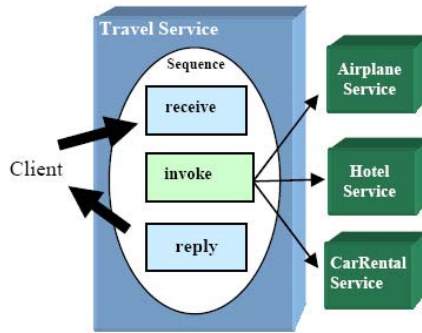 Travel Service
Sequence
receive
invoke
reply
Client
Airplane
Service
Hotel
Service
CarRental
Service